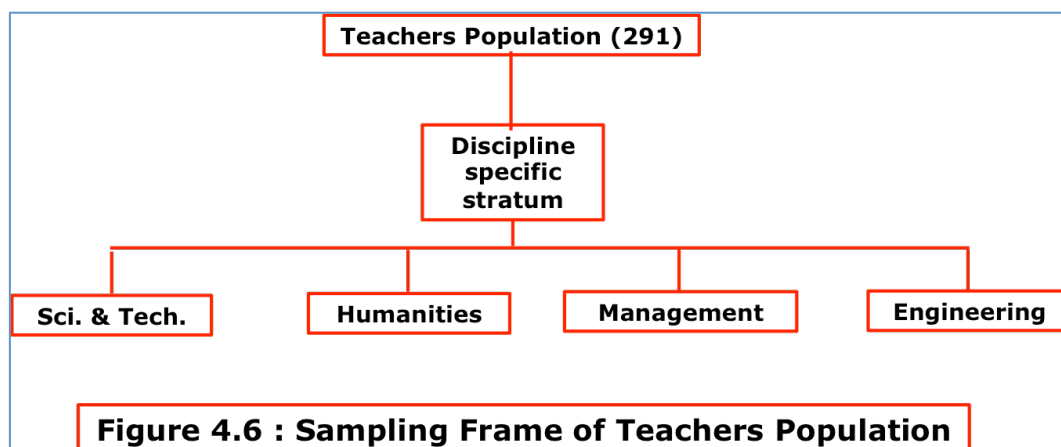 Teachers Population (291)
Discipline
specific
stratum
Sci. & Tech.
Humanities
Management
Engineering
Figure 4.6 : Sampling Frame of Teachers Population